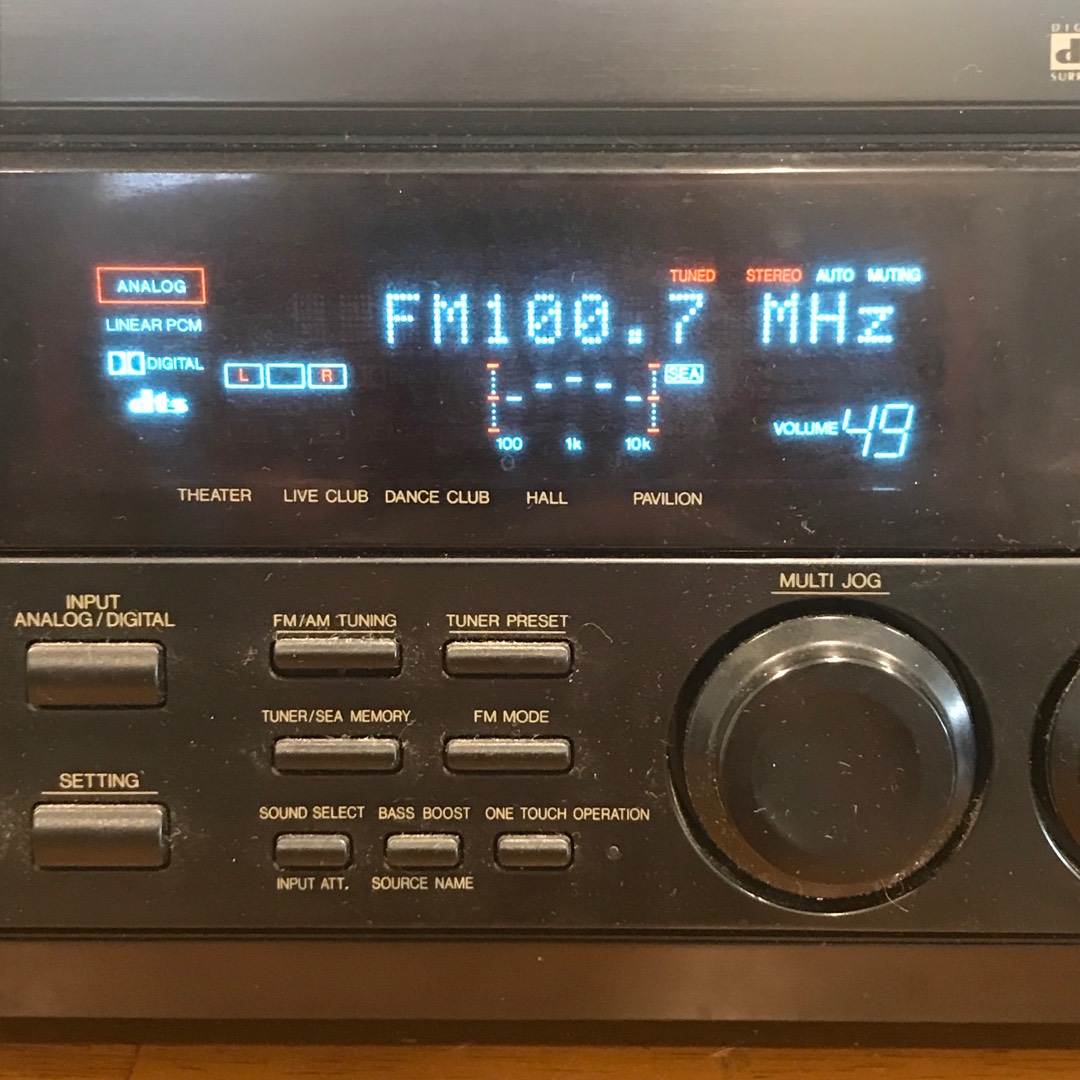 TUNED STEREO AUTO MUTING
ANALOG
FM100.7 MHz
LINEAR PCM
DIGITAL
L R
SEA
dts
VOLUME 49
100 1k 10k
THEATER LIVE CLUB DANCE CLUB HALL PAVILION
MULTI JOG
INPUT
ANALOG/DIGITAL
FM/AM TUNING TUNER PRESET
TUNER/SEA MEMORY FM MODE
SETTING
SOUND SELECT BASS BOOST ONE TOUCH OPERATION
INPUT ATT. SOURCE NAME